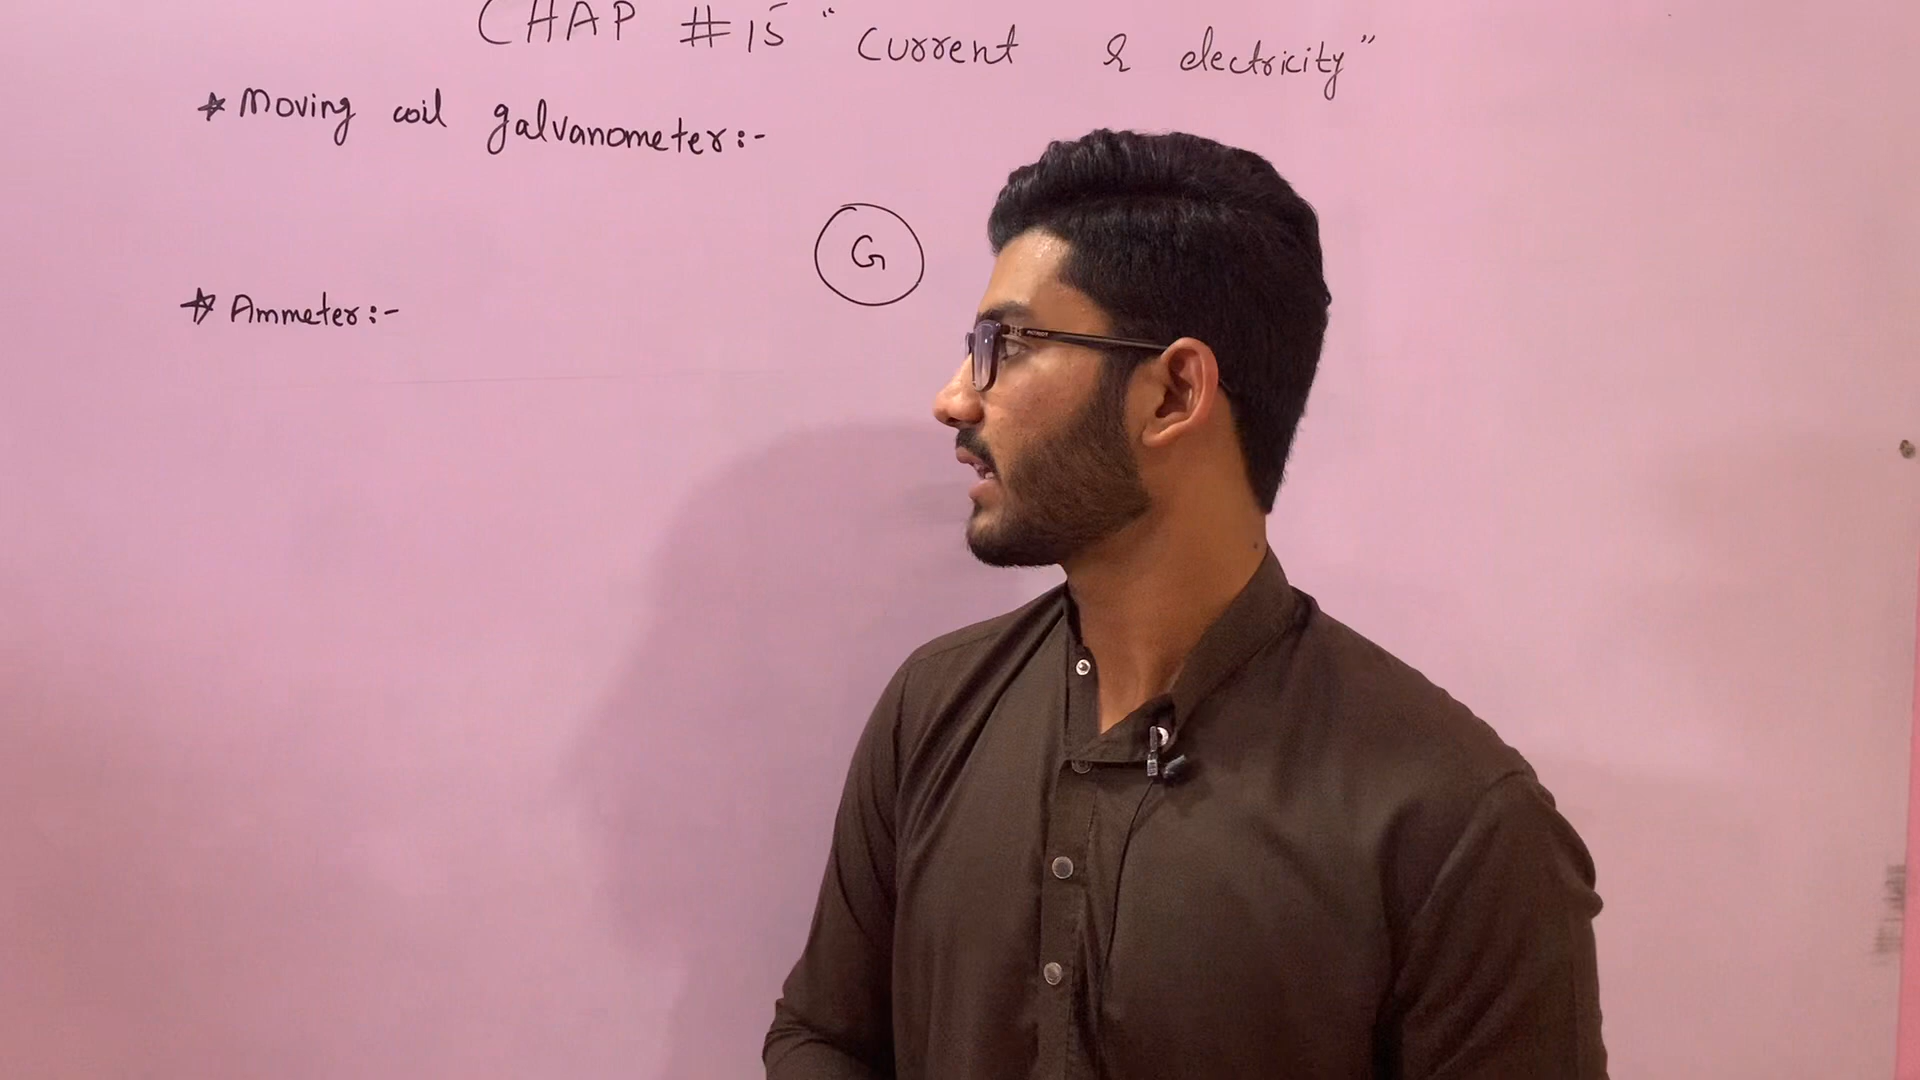 CHAP #15 “Current & electricity”
* Moving coil galvanometer:-
G
* Ammeter:-